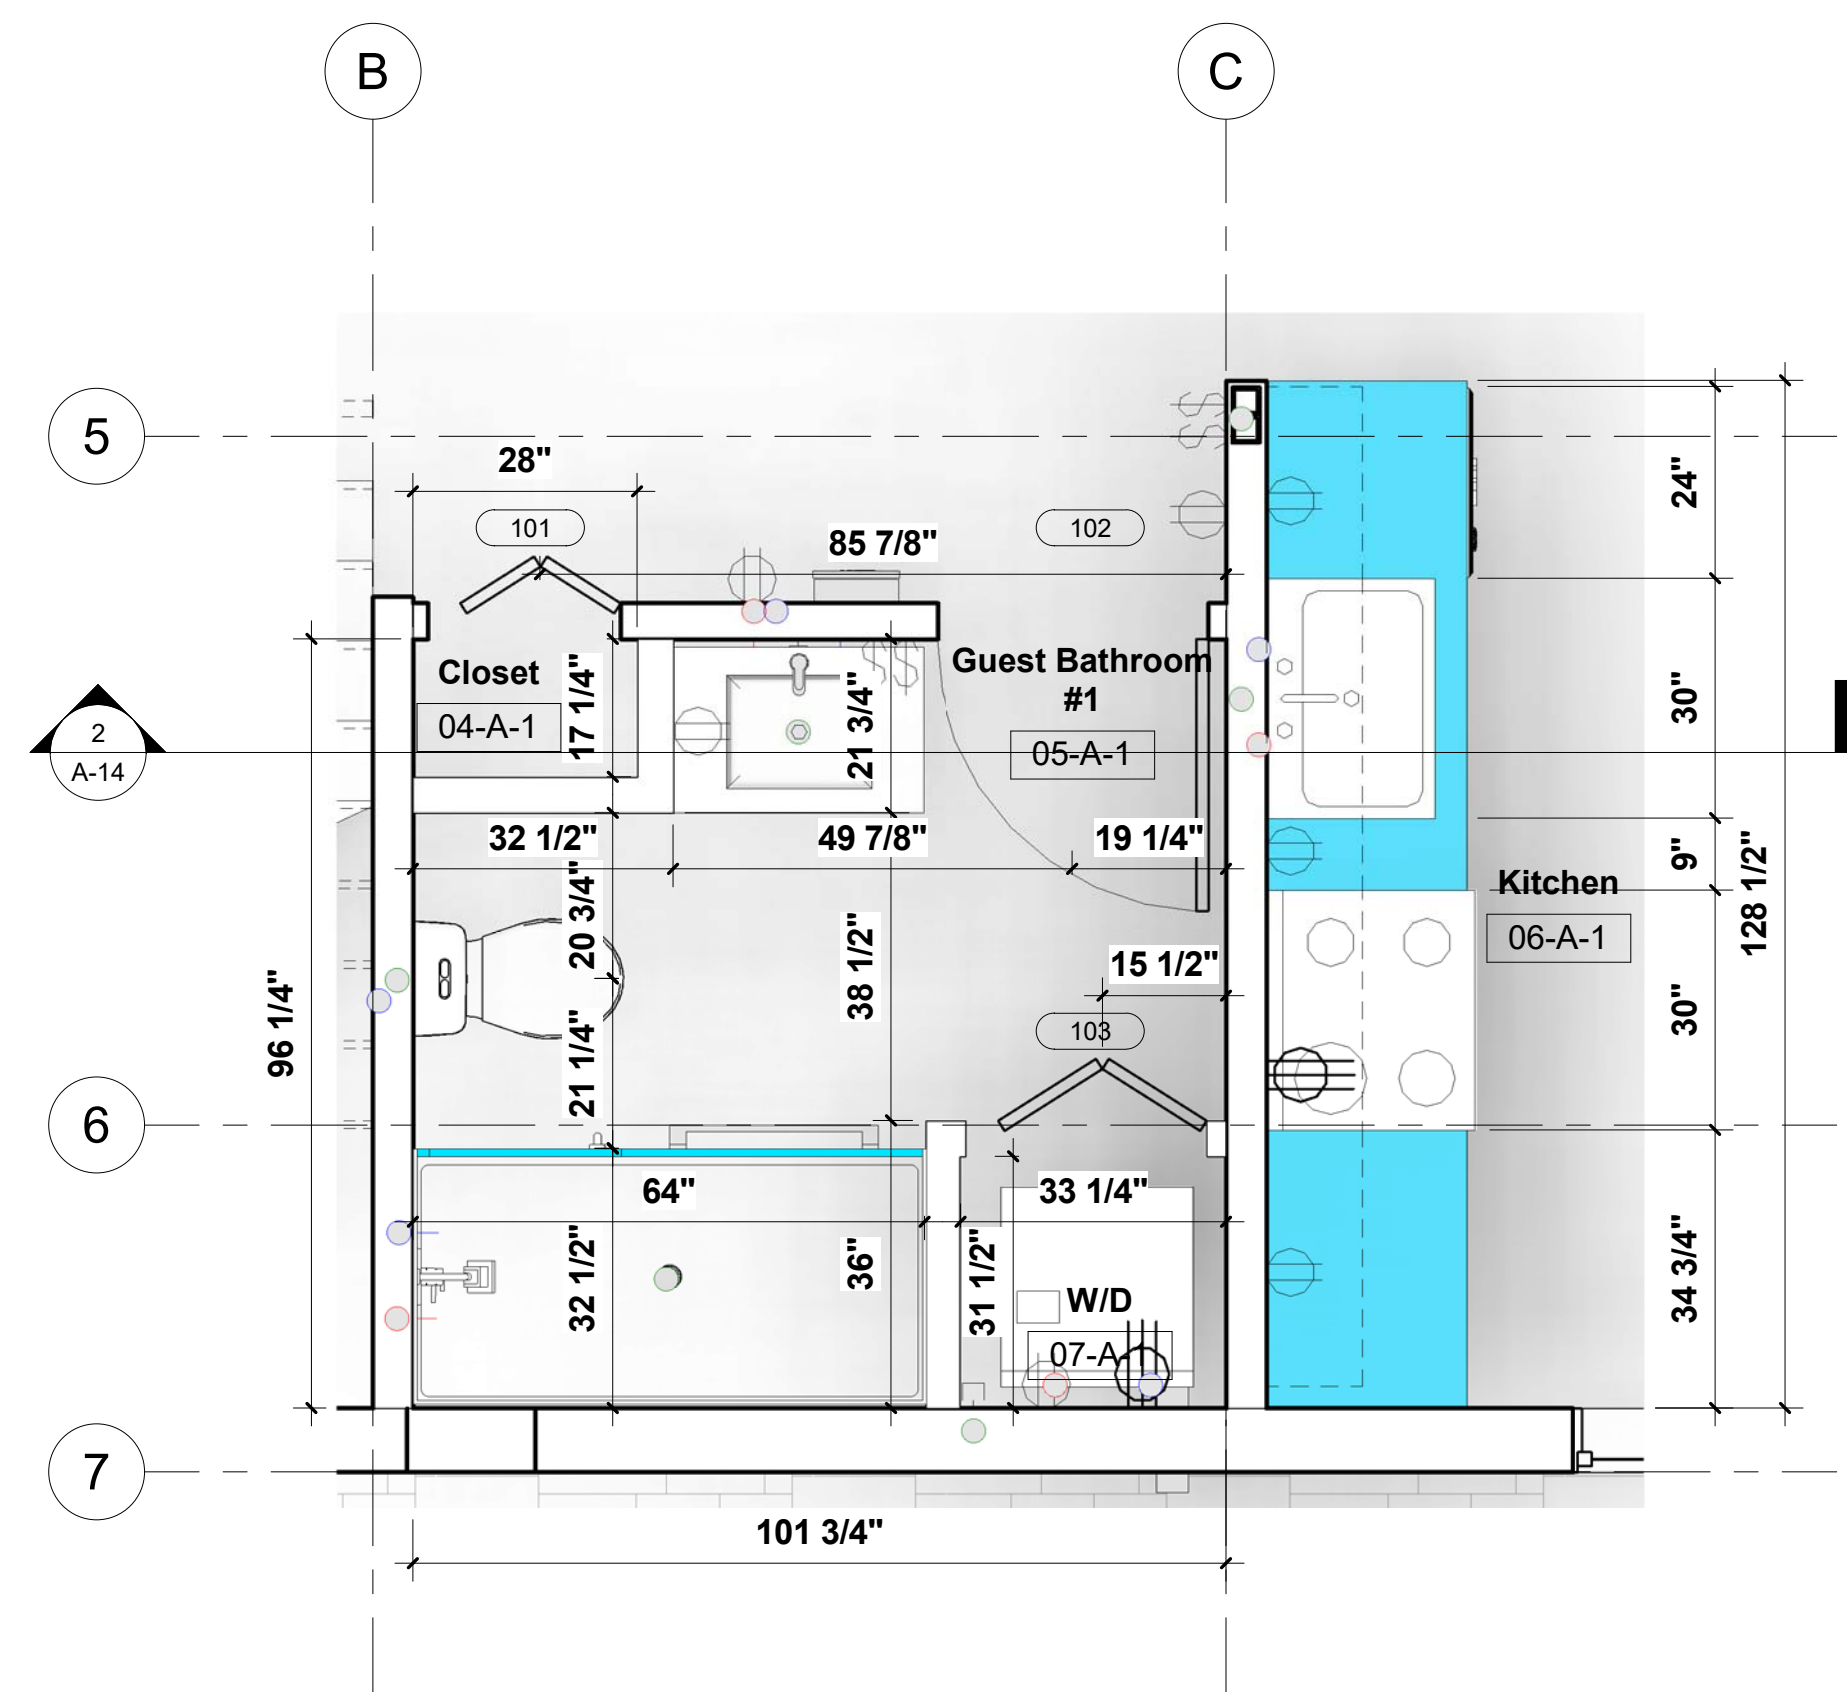 B
C
5
28"
101
102
85 7/8"
24"
Closet
04-A-1
17 1/4"
21 3/4"
Guest Bathroom
#1
05-A-1
30"
2
A-14
32 1/2"
49 7/8"
19 1/4"
9"
128 1/2"
Kitchen
06-A-1
20 3/4"
38 1/2"
15 1/2"
96 1/4"
21 1/4"
103
30"
6
64"
33 1/4"
32 1/2"
36"
31 1/2"
W/D
07-A-1
34 3/4"
7
101 3/4"
SS
SS